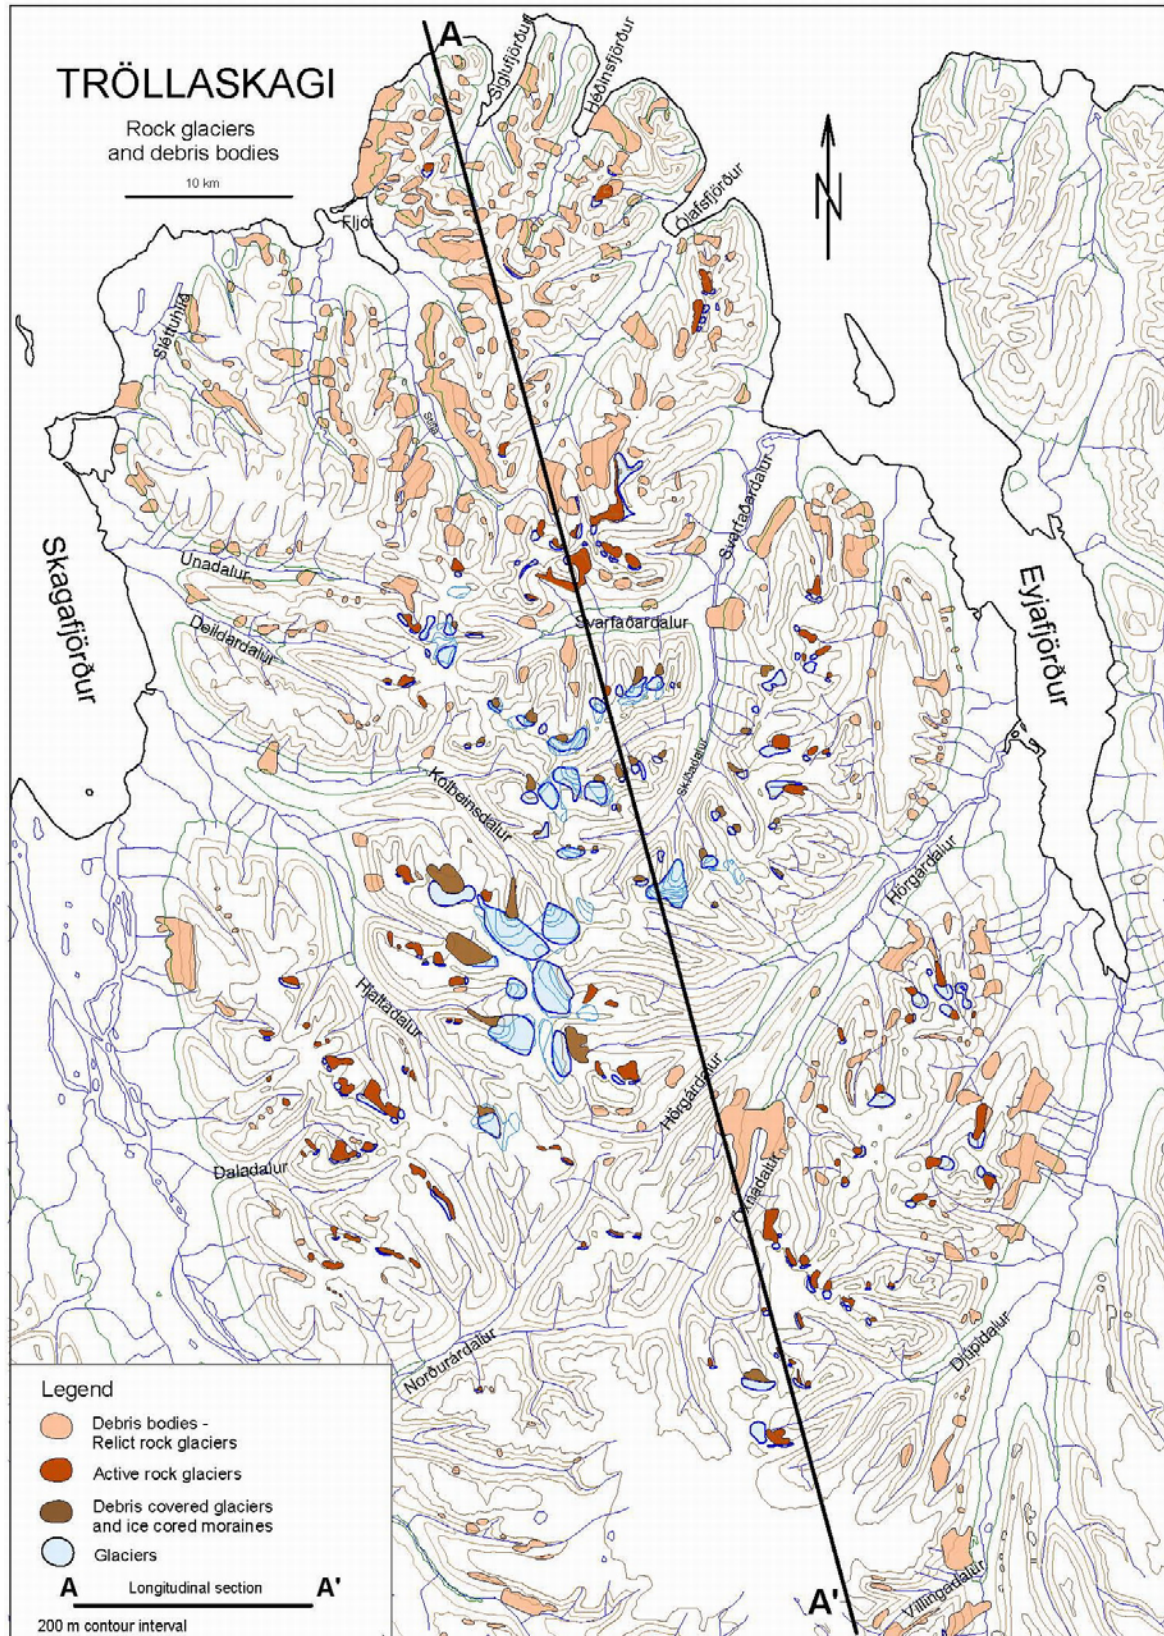 A
TRÖLLASKAGI
Rock glaciers
and debris bodies
10 km
Siglufjörður
Héðinsfjörður
Ólafsfjörður
N
Fljót
Sléttuhlíð
Stífla
Skagafjörður
Unadalur
Svarfaðardalur
Deildardalur
Svarfaðardalur
Eyjafjörður
Kolbeinsdalur
Skíðadalur
Hörgárdalur
Hjaltadalur
Hörgárdalur
Daladalur
Öxnadalur
Norðurárdalur
Djúpidalur
Legend
Debris bodies -
Relict rock glaciers
Active rock glaciers
Debris covered glaciers
and ice cored moraines
Glaciers
A Longitudinal section A'
200 m contour interval
A'
Villingadalur